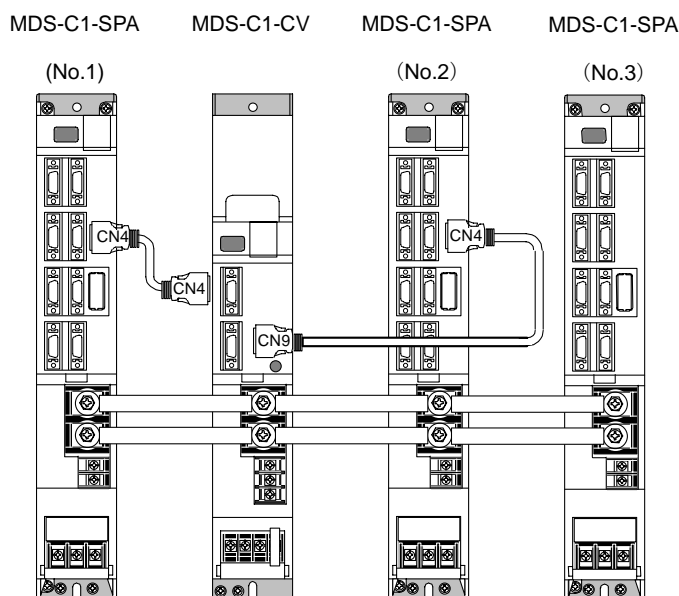 MDS-C1-SPA MDS-C1-CV MDS-C1-SPA MDS-C1-SPA
(No.1) （No.2） （No.3）
CN4 CN4
CN4
CN9